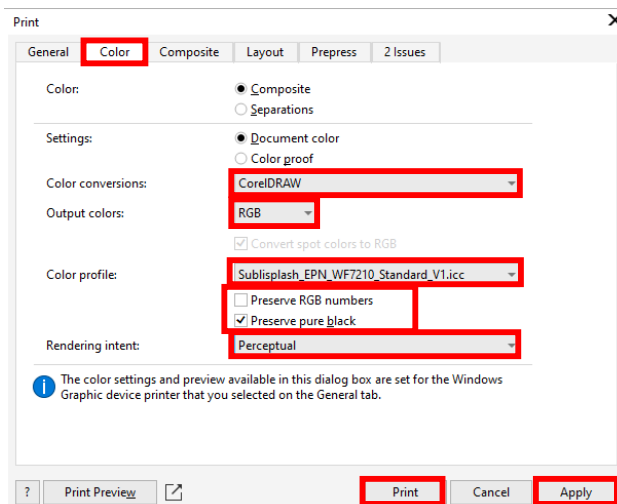 Print
General Color Composite Layout Prepress 2 Issues
Color: Composite
Separations
Settings: Document color
Color proof
Color conversions: CorelDRAW
Output colors: RGB
Convert spot colors to RGB
Color profile: Sublisplash_EPN_WF7210_Standard_V1.icc
Preserve RGB numbers
Preserve pure black
Rendering intent: Perceptual
The color settings and preview available in this dialog box are set for the Windows
Graphic device printer that you selected on the General tab.
? Print Preview Print Cancel Apply